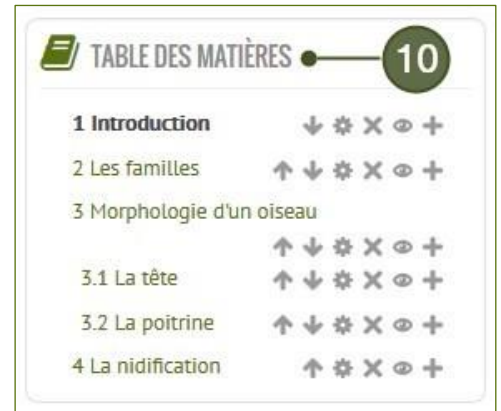 TABLE DES MATIÈRES 10
1 Introduction
2 Les familles
3 Morphologie d'un oiseau
3.1 La tête
3.2 La poitrine
4 La nidification